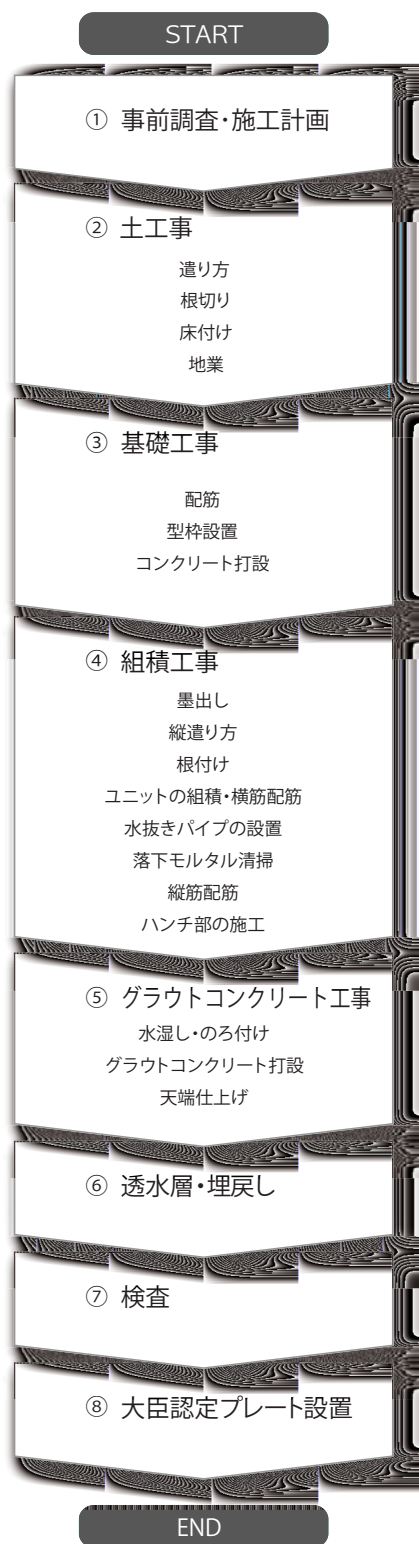 START
① 事前調査・施工計画
② 土工事
遣り方
根切り
床付け
地業
③ 基礎工事
配筋
型枠設置
コンクリート打設
④ 組積工事
墨出し
縦遣り方
根付け
ユニットの組積・横筋配筋
水抜きパイプの設置
落下モルタル清掃
縦筋配筋
ハンチ部の施工
⑤ グラウトコンクリート工事
水湿し・のろ付け
グラウトコンクリート打設
天端仕上げ
⑥ 透水層・埋戻し
⑦ 検査
⑧ 大臣認定プレート設置
END